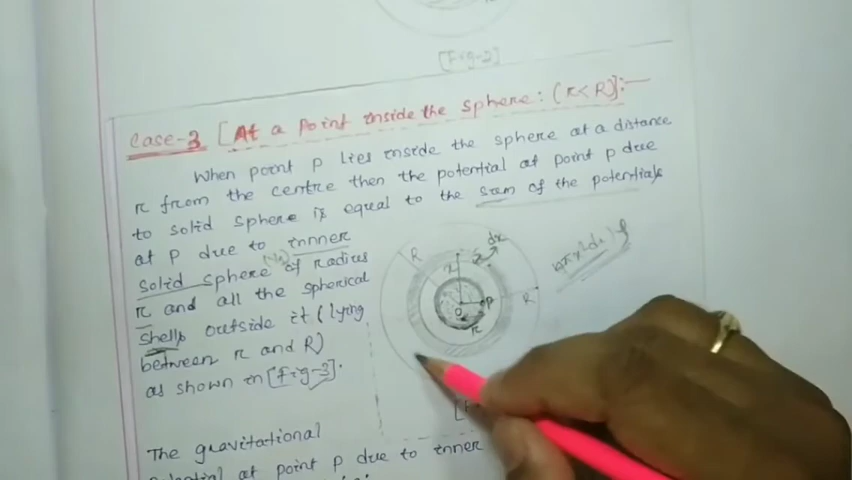 [Fig-2]
Case-3 [At a point inside the sphere: (r<R)]:-
When point P lies inside the sphere at a distance
r from the centre then the potential at point P due
to solid sphere is equal to the sum of the potentials
at P due to innner
solid sphere of radius
r and all the spherical
shells outside it (lying
between r and R)
as shown in [Fig-3].
R
x
dx
P
O
r
R
The gravitational
at point P due to inner